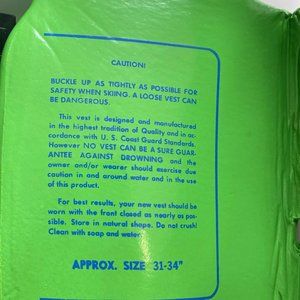 CAUTION!
BUCKLE UP AS TIGHTLY AS POSSIBLE FOR
SAFETY WHEN SKIING. A LOOSE VEST CAN
BE DANGEROUS.
This vest is designed and manufactured
in the highest tradition of Quality and in ac-
cordance with U. S. Coast Guard Standards.
However NO VEST CAN BE A SURE GUAR-
ANTEE AGAINST DROWNING and the
owner and/or wearer should exercise due
caution in and around water and in the use
of this product.
For best results, your new vest should be
worn with the front closed as nearly as pos-
sible. Store in natural shape. Do not crush!
Clean with soap and water.
APPROX. SIZE 31-34"